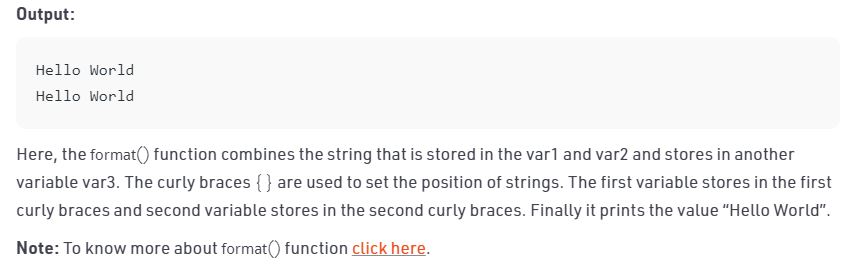 Output:
Hello World
Hello World
Here, the format() function combines the string that is stored in the var1 and var2 and stores in another
variable var3. The curly braces { } are used to set the position of strings. The first variable stores in the first
curly braces and second variable stores in the second curly braces. Finally it prints the value “Hello World”.
Note: To know more about format() function click here.